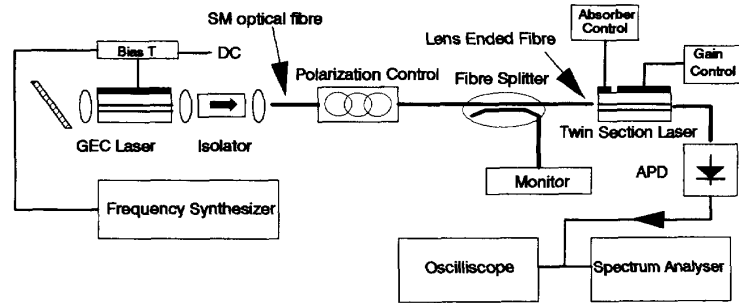 Absorber
Control
SM optical fibre
Bias T
DC
Lens Ended Fibre
Gain
Control
Polarization Control
Fibre Splitter
GEC Laser
Isolator
Twin Section Laser
APD
Monitor
Frequency Synthesizer
Oscilliscope
Spectrum Analyser